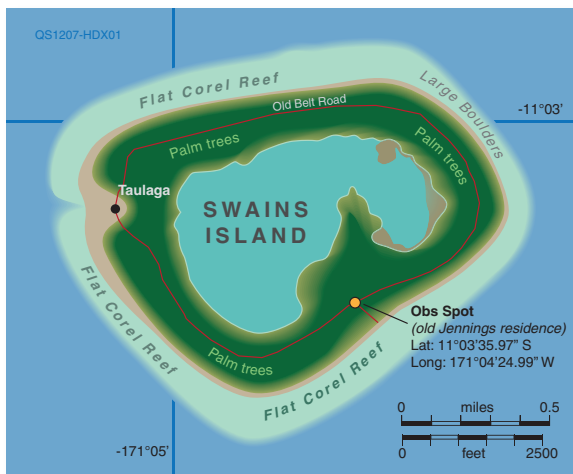 QS1207-HDX01
Flat Corel Reef
Large Boulders
Old Belt Road
-11°03'
Palm trees
Palm trees
Taulaga
SWAINS
ISLAND
Flat Corel Reef
Obs Spot
(old Jennings residence)
Lat: 11°03'35.97" S
Long: 171°04'24.99" W
Palm trees
Flat Corel Reef
-171°05'
0 miles 0.5
0 feet 2500